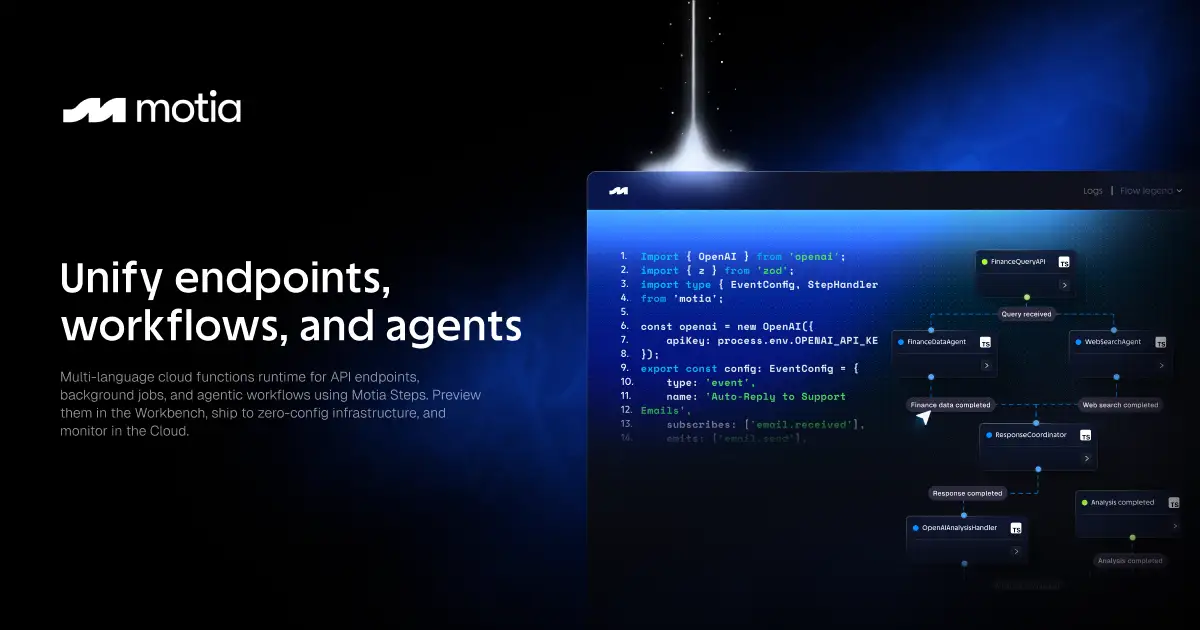 motia
Unify endpoints,
workflows, and agents
Multi-language cloud functions runtime for API endpoints,
background jobs, and agentic workflows using Motia Steps. Preview
them in the Workbench, ship to zero-config infrastructure, and
monitor in the Cloud.
Logs | Flow legend
1. Import { OpenAI } from 'openai';
2. import { z } from 'zod';
3. import type { EventConfig, StepHandler
4. from 'motia';
5.
6. const openai = new OpenAI({
7. apiKey: process.env.OPENAI_API_KE
8. });
9. export const config: EventConfig = {
10. type: 'event',
11. name: 'Auto-Reply to Support
12. Emails',
13. subscribes: ['email.received'],
14. emits: ['email.send'],
FinanceQueryAPI TS
Query received
FinanceDataAgent TS
WebSearchAgent TS
Finance data completed
Web search completed
ResponseCoordinator TS
Response completed
Analysis completed TS
OpenAIAnalysisHandler TS
Analysis completed